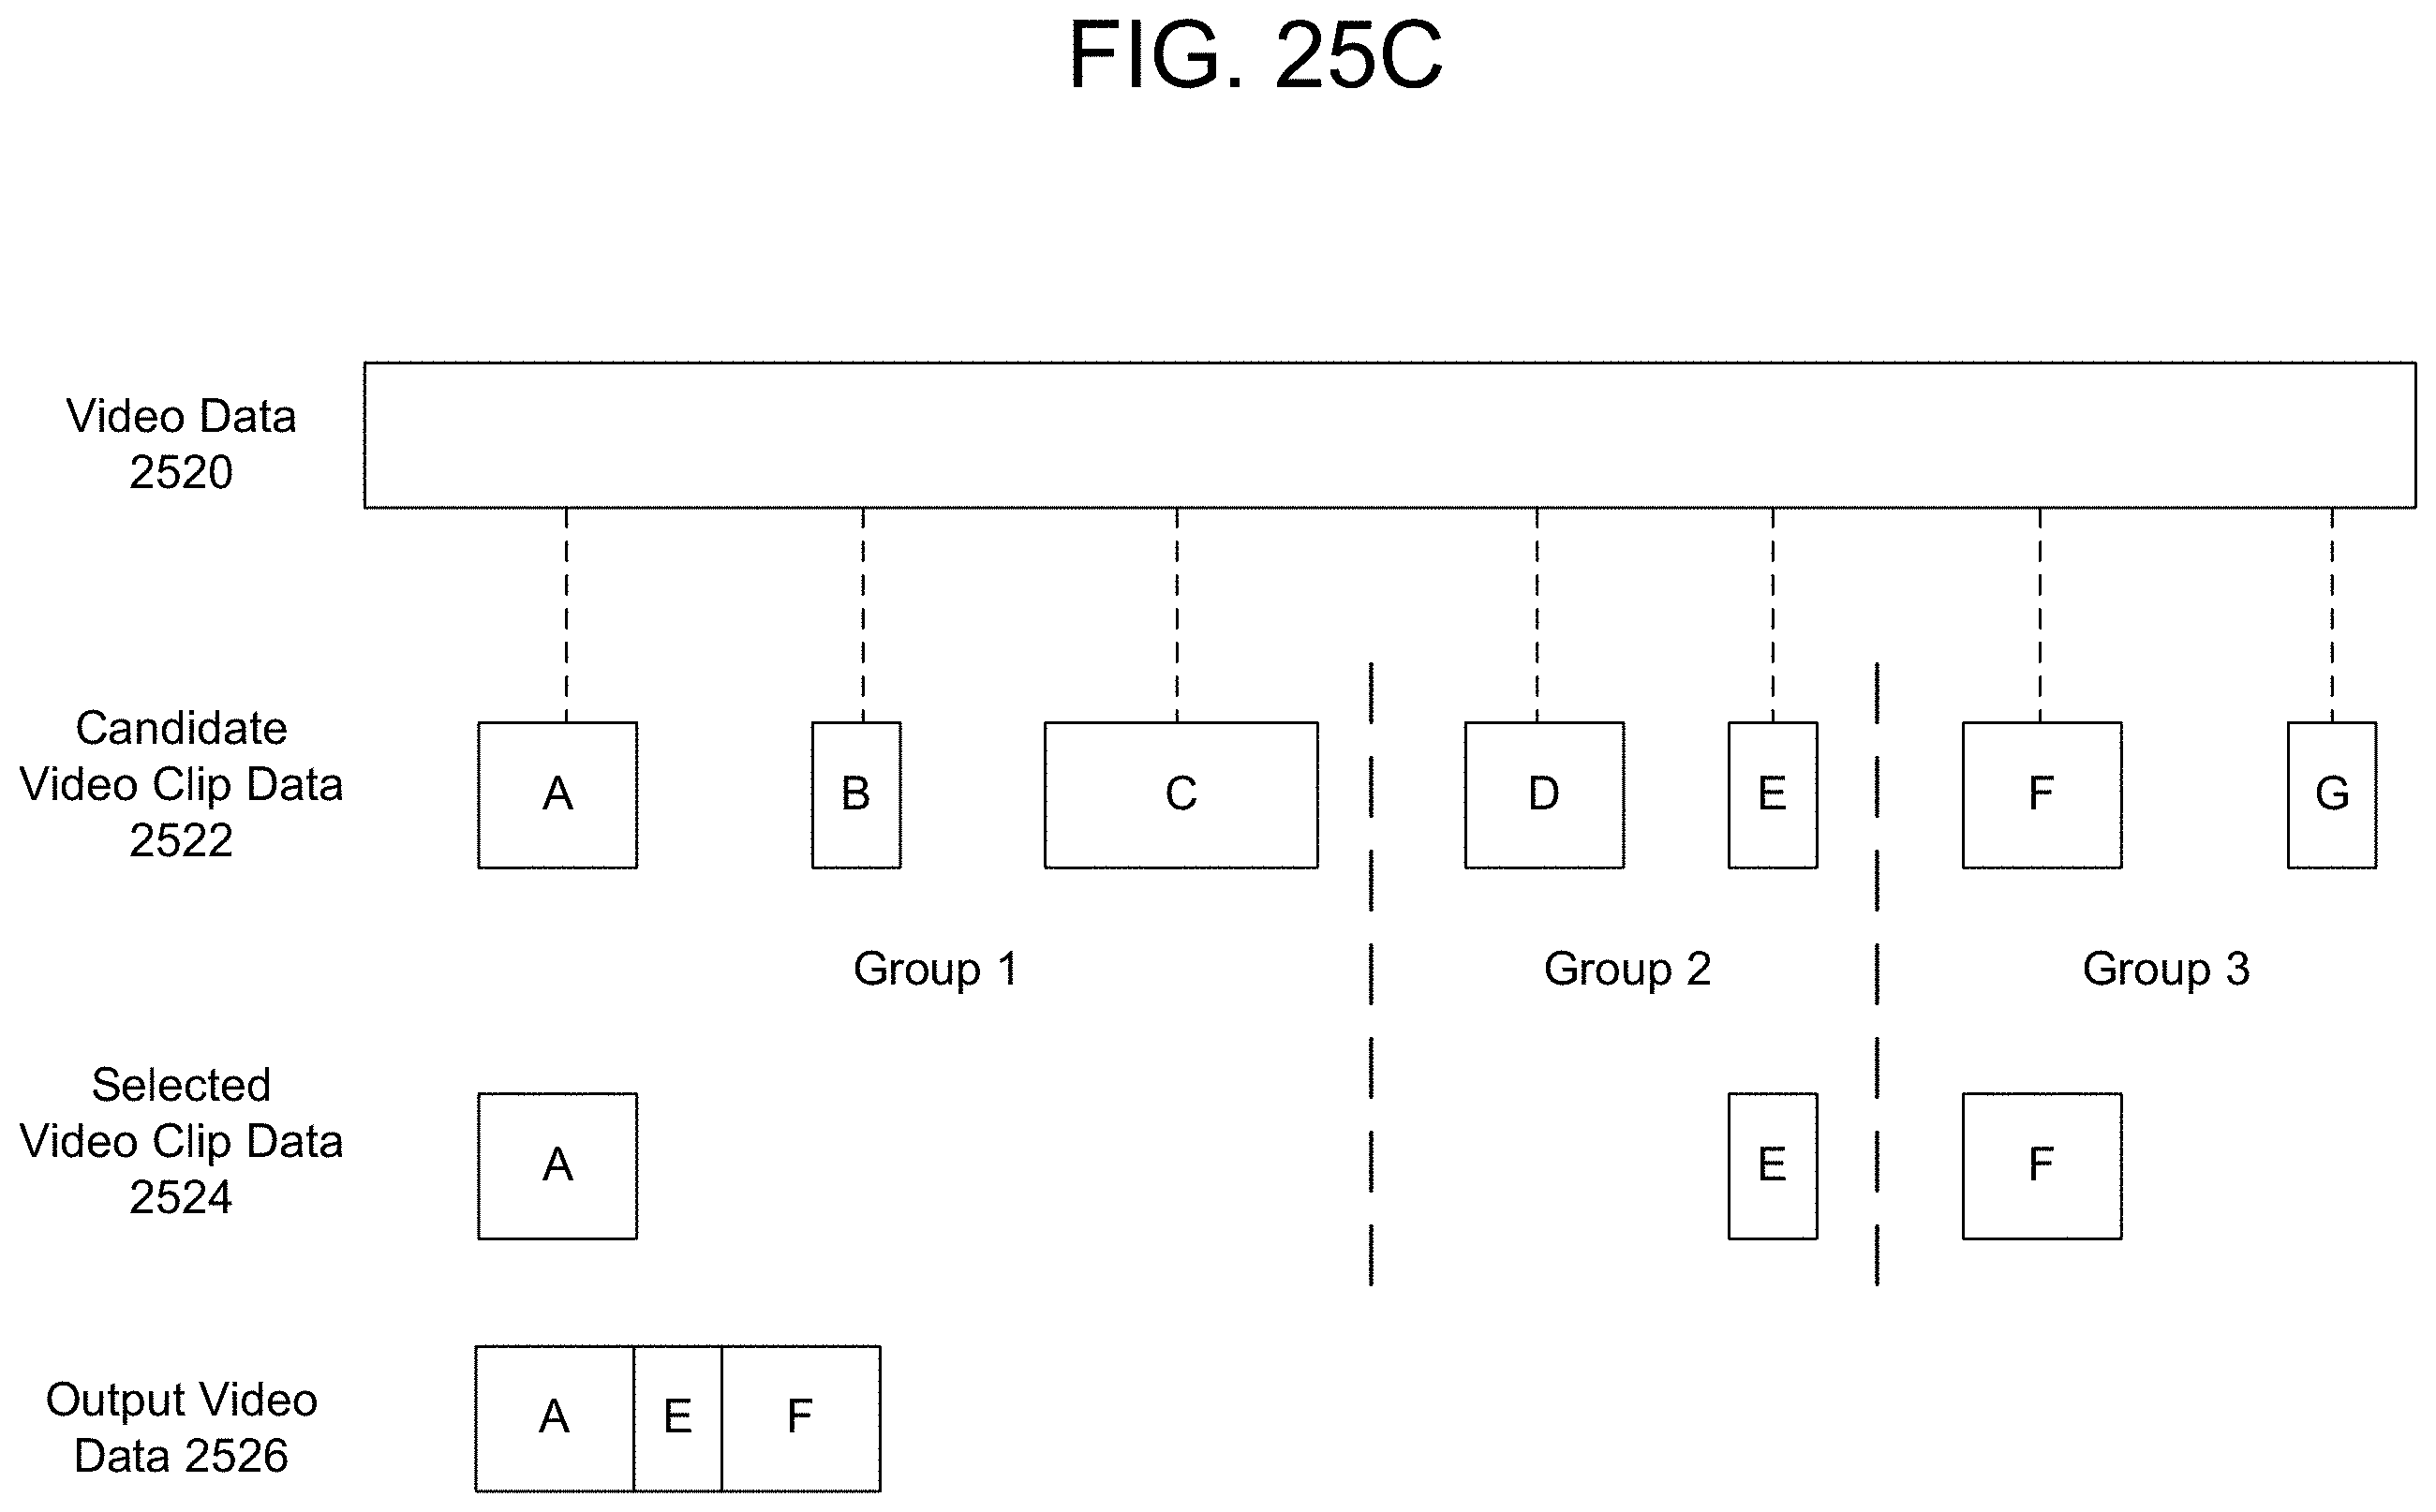 FIG. 25C
Video Data
2520
Candidate
Video Clip Data
2522
A B C D E F G
Group 1 Group 2 Group 3
Selected
Video Clip Data
2524
A E F
Output Video
Data 2526
A E F